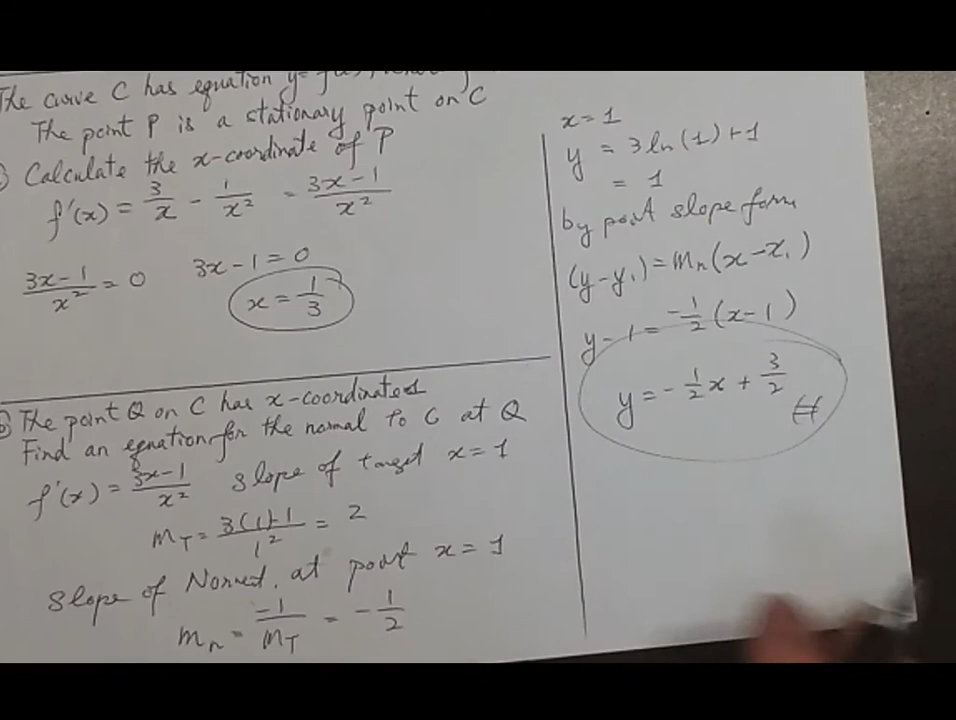 The curve C has equation y=
The point P is a stationary point on C
Calculate the x-coordinate of P
f'(x) = 3/x - 1/x² = (3x-1)/x²
(3x-1)/x² = 0 3x-1=0
x = 1/3
The point Q on C has x-coordinates 1
Find an equation for the normal to C at Q
f'(x) = (3x-1)/x² slope of tanget x=1
m_T = (3(1)-1)/1² = 2
slope of Normal. at point x=1
m_n = -1/m_T = -1/2
x=1
y = 3 ln(1)+1
= 1
by point slope form
(y-y₁)=m_n(x-x₁)
y-1=-1/2(x-1)
y=-1/2x+3/2